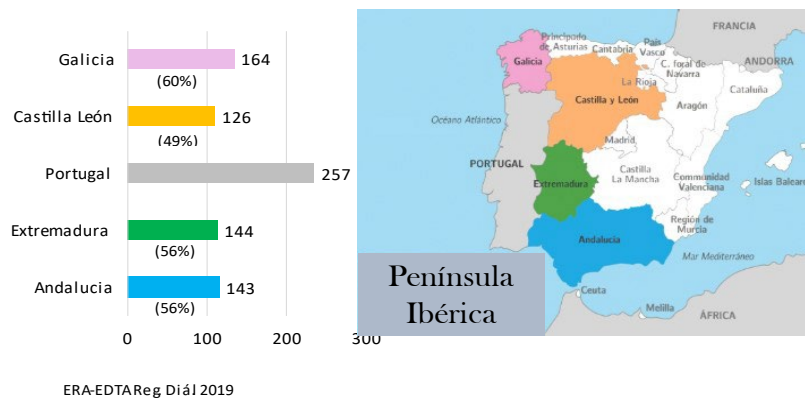 Galicia
164
(60%)
Castilla León
126
(49%)
Portugal
257
Extremadura
144
(56%)
Andalucia
143
(56%)
0
100
200
300
ERA-EDTA Reg Diál 2019
FRANCIA
Principado
de Asturias
Cantabria
País
Vasco
ANDORRA
Galicia
C. foral de
Navarra
La Rioja
Cataluña
Castilla y León
Aragón
Océano Atlántico
Madrid
PORTUGAL
Castilla
La Mancha
Communidad
Valenciana
Islas Balear
Extremadura
Región de
Murcia
Andalucía
Mar Mediterráneo
Península
Ibérica
Ceuta
Melilla
ÁFRICA